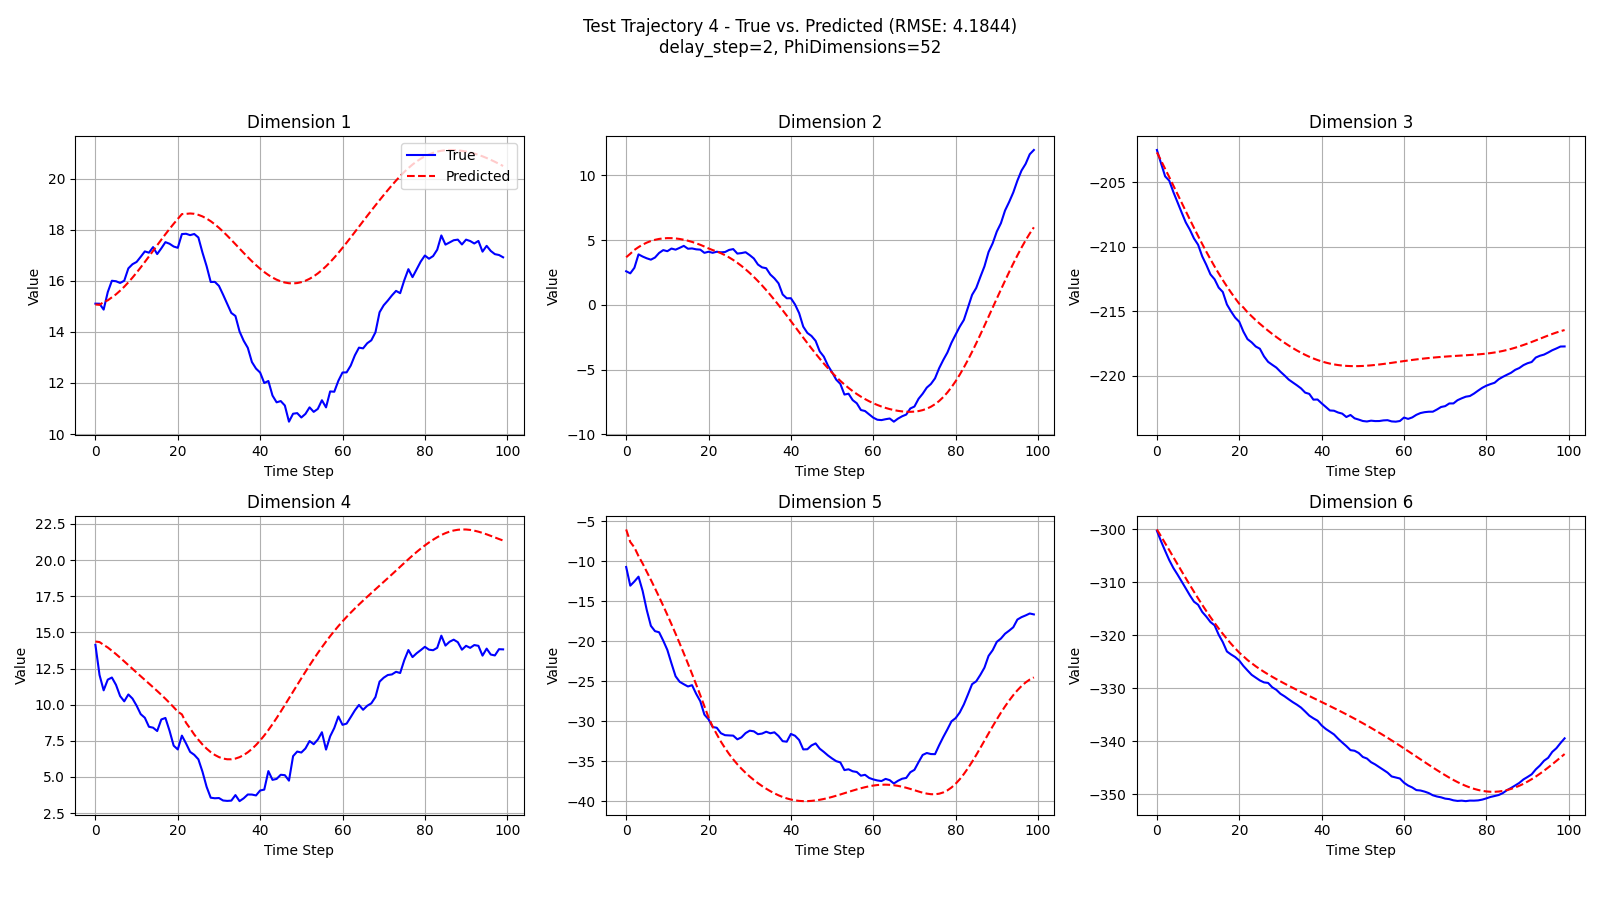 Test Trajectory 4 - True vs. Predicted (RMSE: 4.1844)
delay_step=2, PhiDimensions=52
Dimension 1
Value
20
18
16
14
12
10
0 20 40 60 80 100
Time Step
True
Predicted
Dimension 2
Value
10
5
0
−5
−10
0 20 40 60 80 100
Time Step
Dimension 3
Value
−205
−210
−215
−220
0 20 40 60 80 100
Time Step
Dimension 4
Value
22.5
20.0
17.5
15.0
12.5
10.0
7.5
5.0
2.5
0 20 40 60 80 100
Time Step
Dimension 5
Value
−5
−10
−15
−20
−25
−30
−35
−40
0 20 40 60 80 100
Time Step
Dimension 6
Value
−300
−310
−320
−330
−340
−350
0 20 40 60 80 100
Time Step